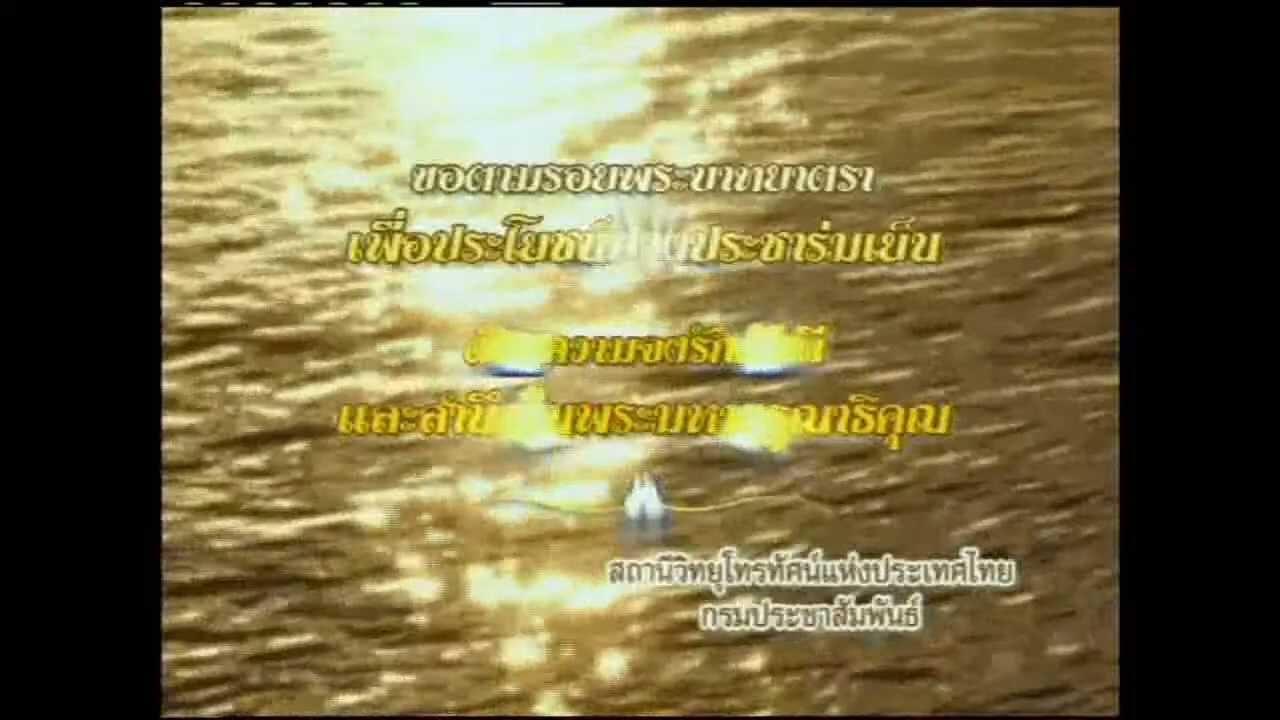 ขอตามรอยพระบาทยาตรา
เพื่อประโยชน์ ประชาร่มเย็น
ความจงรักภักดี
และสำนึกในพระมหากรุณาธิคุณ
สถานีวิทยุโทรทัศน์แห่งประเทศไทย
กรมประชาสัมพันธ์